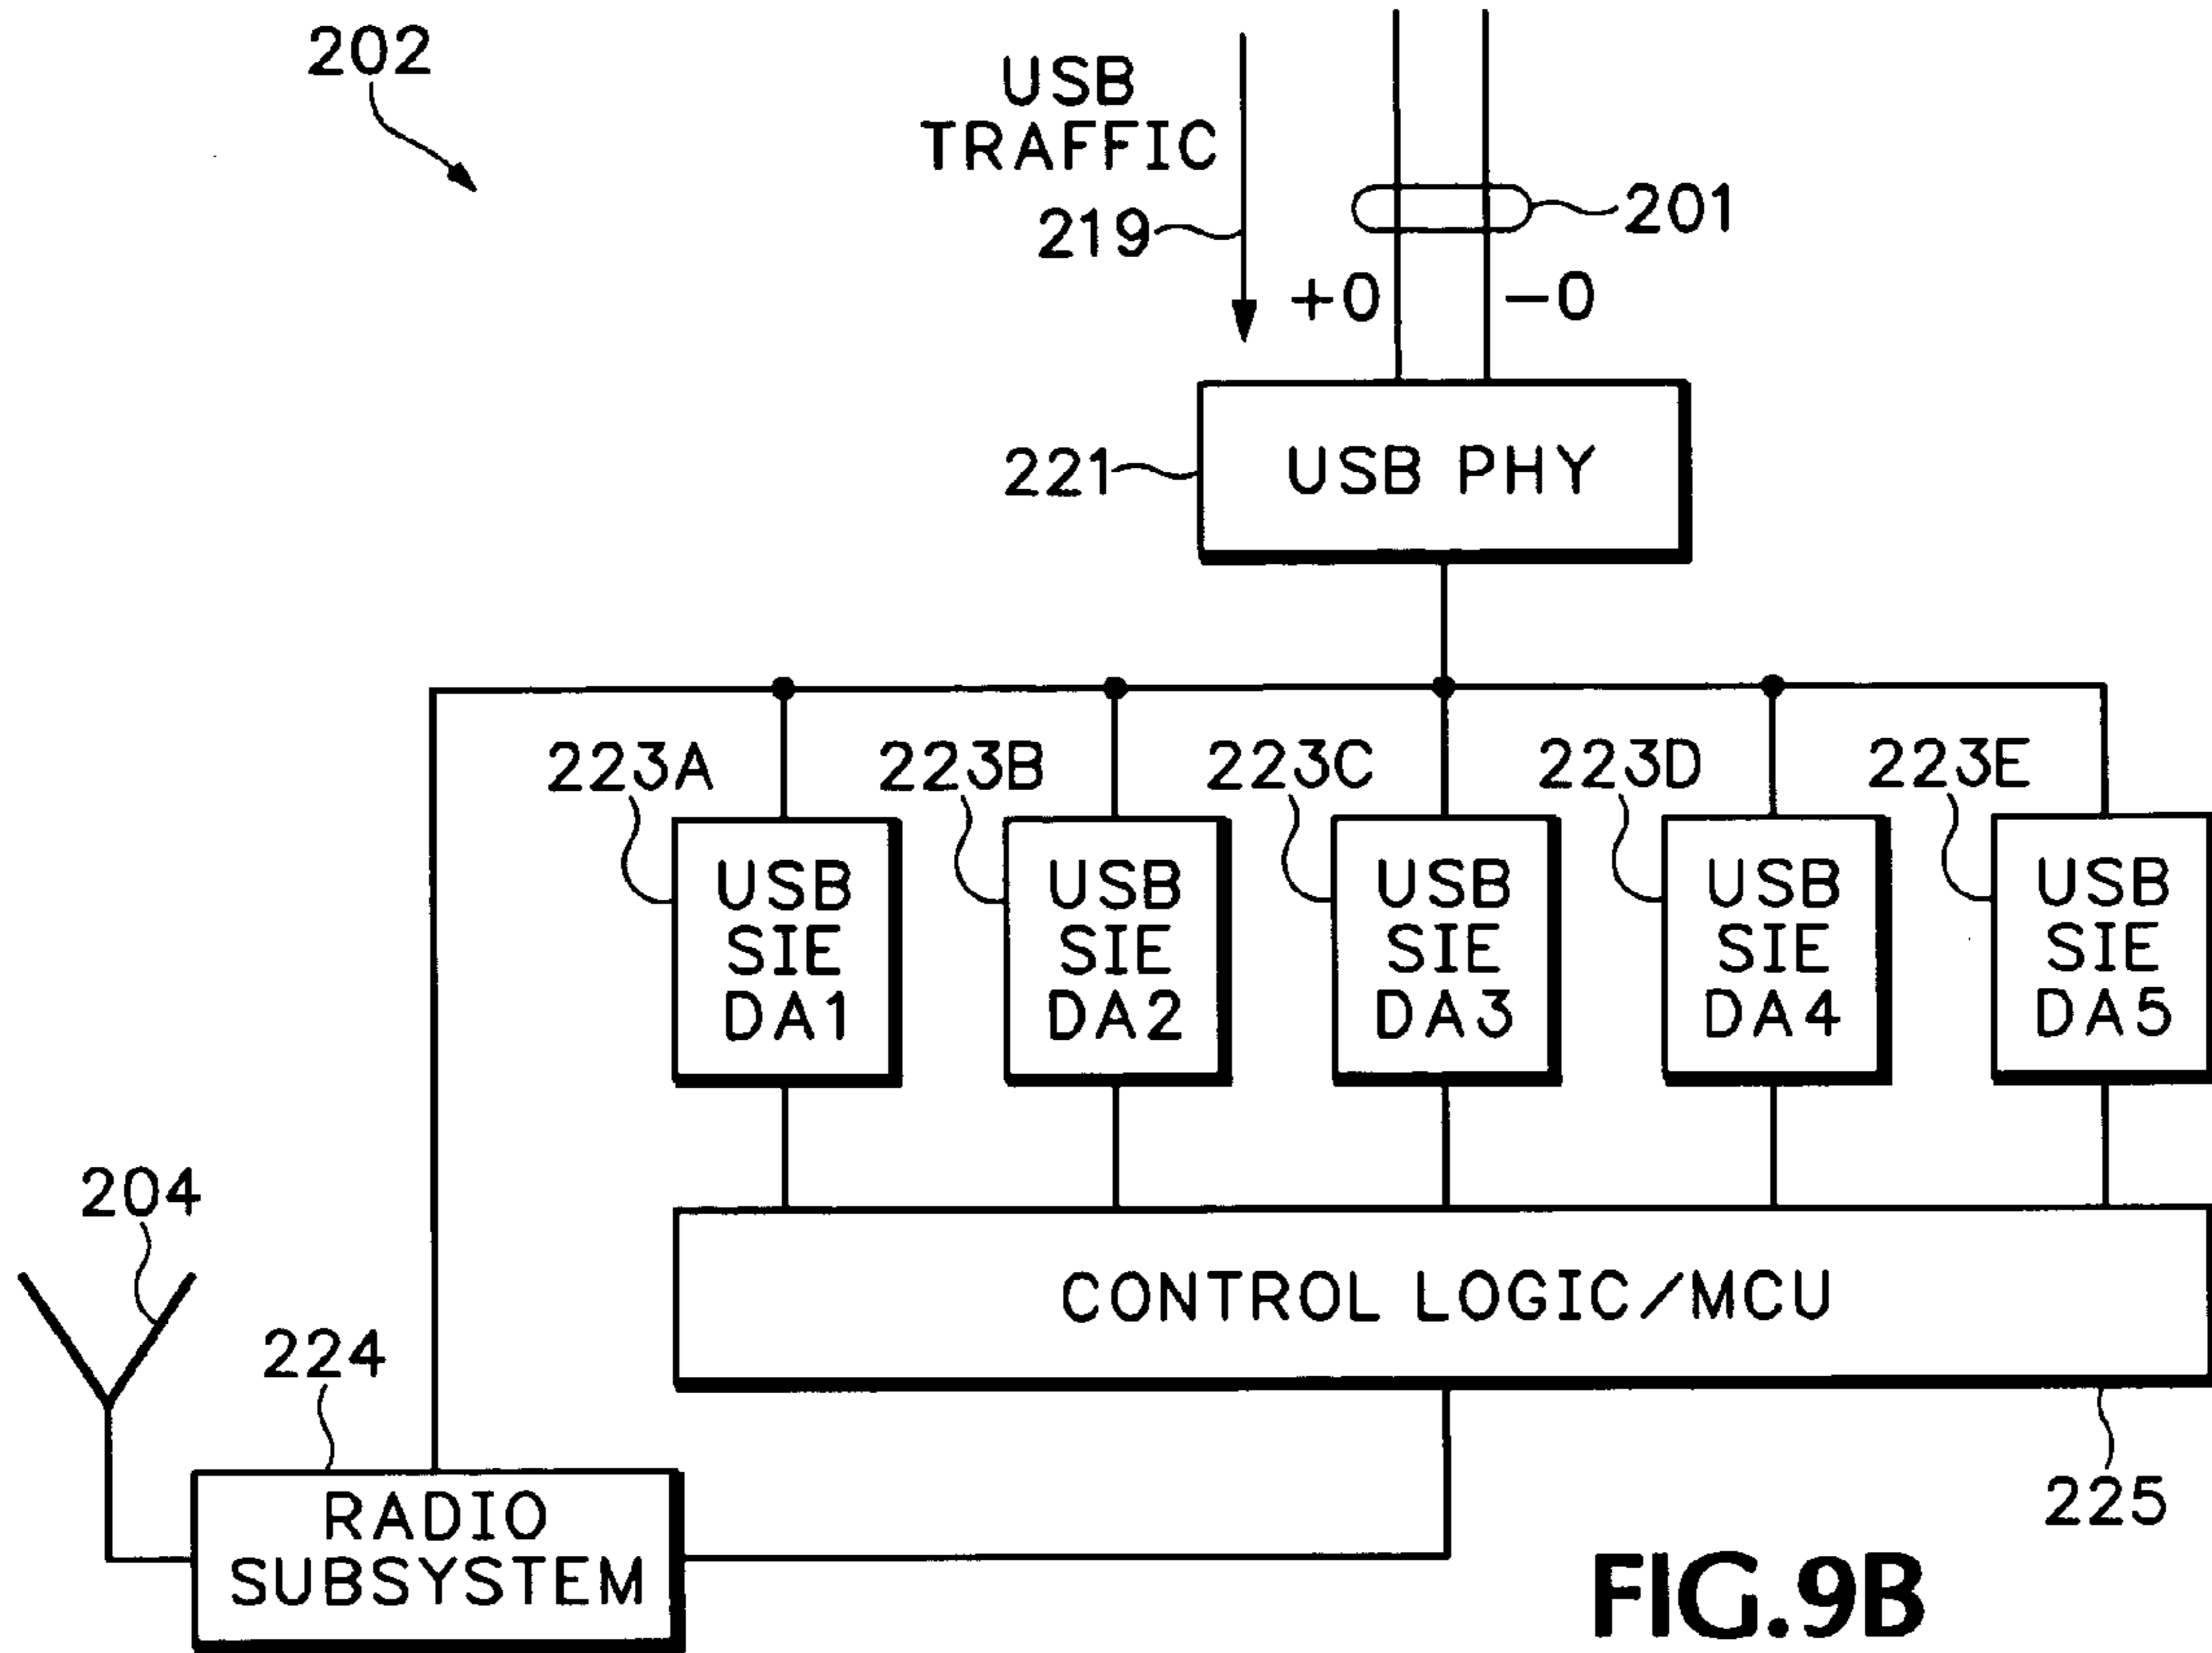 202
USB
TRAFFIC
219
201
+0
-0
221
USB PHY
223A
223B
223C
223D
223E
USB
SIE
DA1
USB
SIE
DA2
USB
SIE
DA3
USB
SIE
DA4
USB
SIE
DA5
204
CONTROL LOGIC/MCU
224
225
RADIO
SUBSYSTEM
FIG.9B